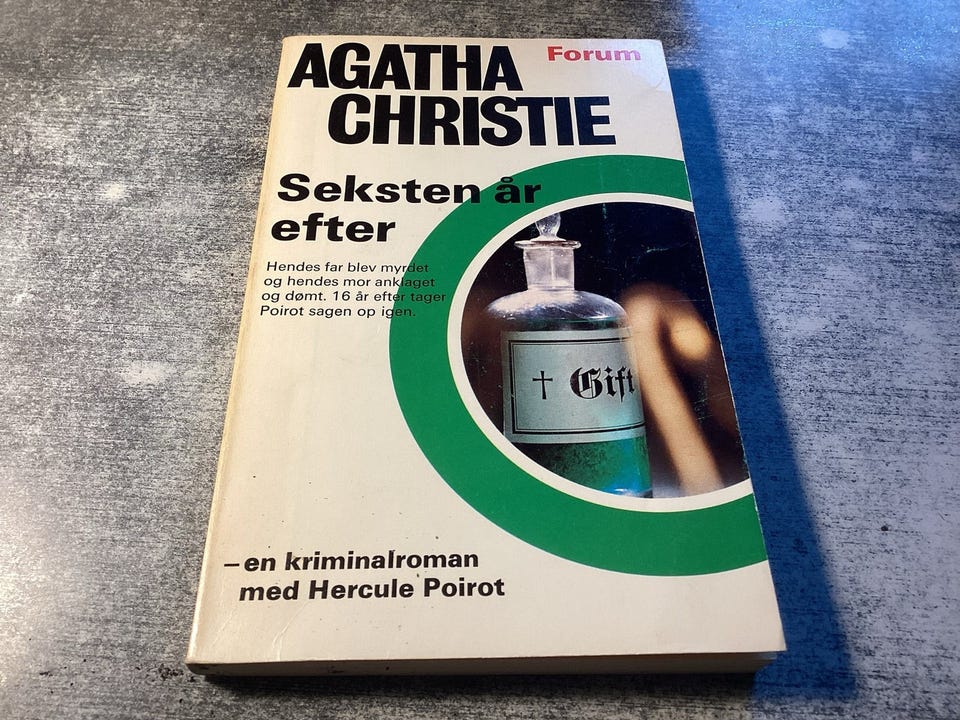 AGATHA
Forum
CHRISTIE
Seksten år
efter
Hendes far blev myrdet
og hendes mor anklaget
og dømt. 16 år efter tager
Poirot sagen op igen.
† Gift
– en kriminalroman
med Hercule Poirot